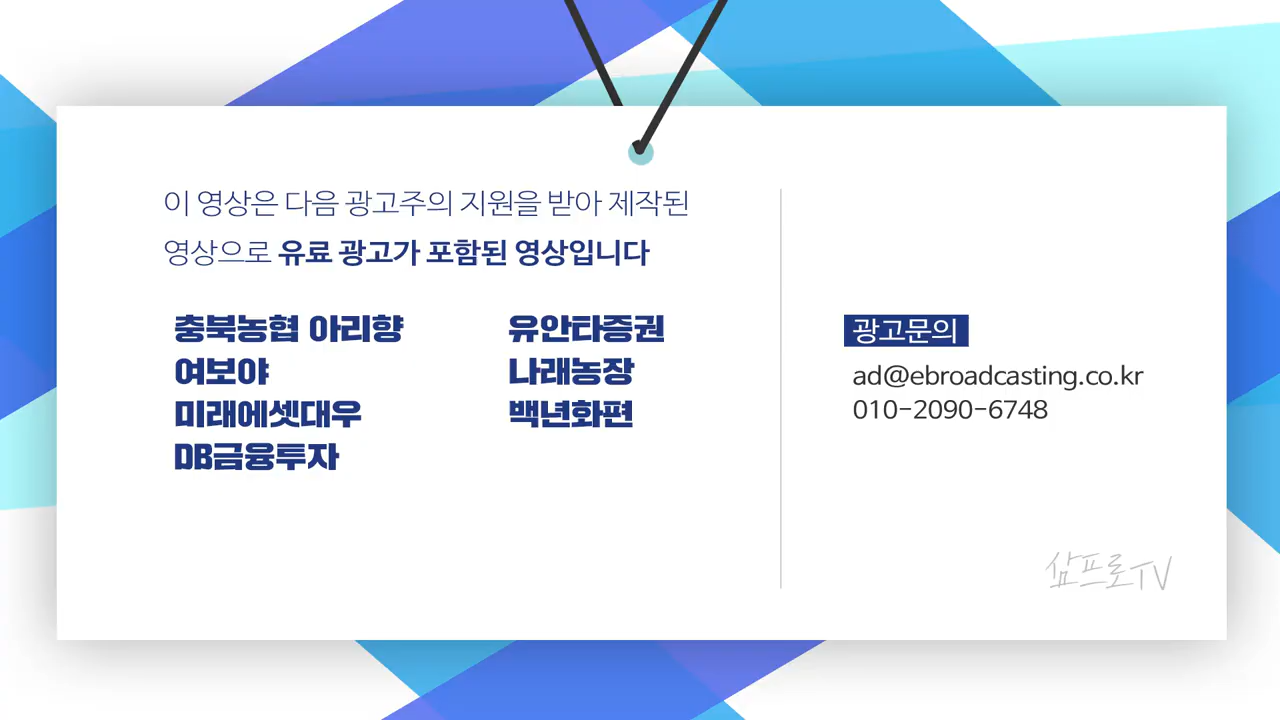 이 영상은 다음 광고주의 지원을 받아 제작된
영상으로 유료 광고가 포함된 영상입니다
충북농협 아리향
여보야
미래에셋대우
DB금융투자
유안타증권
나래농장
백년화편
광고문의
ad@ebroadcasting.co.kr
010-2090-6748
삼프로TV